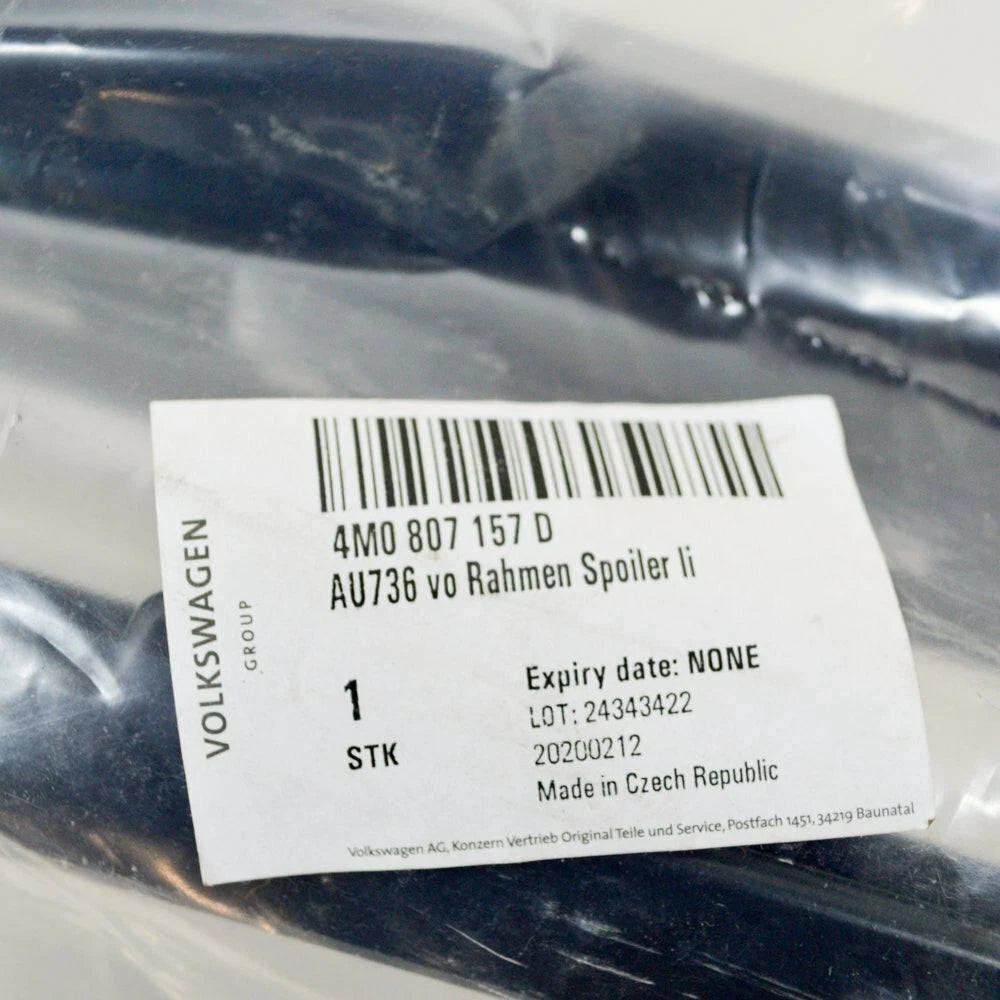 VOLKSWAGEN
GROUP
4M0 807 157 D
AU736 vo Rahmen Spoiler li
1
STK
Expiry date: NONE
LOT: 24343422
20200212
Made in Czech Republic
Volkswagen AG, Konzern Vertrieb Original Teile und Service, Postfach 1451, 34219 Baunatal